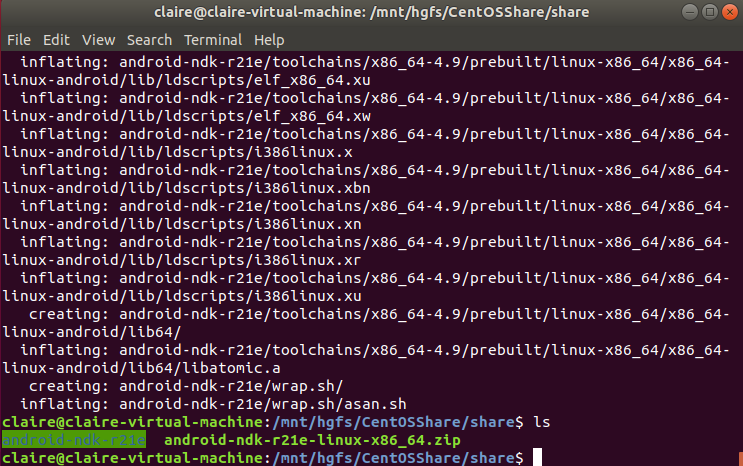 claire@claire-virtual-machine: /mnt/hgfs/CentOSShare/share
File Edit View Search Terminal Help
inflating: android-ndk-r21e/toolchains/x86_64-4.9/prebuilt/linux-x86_64/x86_64-
linux-android/lib/ldscripts/elf_x86_64.xu
inflating: android-ndk-r21e/toolchains/x86_64-4.9/prebuilt/linux-x86_64/x86_64-
linux-android/lib/ldscripts/elf_x86_64.xw
inflating: android-ndk-r21e/toolchains/x86_64-4.9/prebuilt/linux-x86_64/x86_64-
linux-android/lib/ldscripts/i386linux.x
inflating: android-ndk-r21e/toolchains/x86_64-4.9/prebuilt/linux-x86_64/x86_64-
linux-android/lib/ldscripts/i386linux.xbn
inflating: android-ndk-r21e/toolchains/x86_64-4.9/prebuilt/linux-x86_64/x86_64-
linux-android/lib/ldscripts/i386linux.xn
inflating: android-ndk-r21e/toolchains/x86_64-4.9/prebuilt/linux-x86_64/x86_64-
linux-android/lib/ldscripts/i386linux.xr
inflating: android-ndk-r21e/toolchains/x86_64-4.9/prebuilt/linux-x86_64/x86_64-
linux-android/lib/ldscripts/i386linux.xu
creating: android-ndk-r21e/toolchains/x86_64-4.9/prebuilt/linux-x86_64/x86_64-
linux-android/lib64/
inflating: android-ndk-r21e/toolchains/x86_64-4.9/prebuilt/linux-x86_64/x86_64-
linux-android/lib64/libatomic.a
creating: android-ndk-r21e/wrap.sh/
inflating: android-ndk-r21e/wrap.sh/asan.sh
claire@claire-virtual-machine:/mnt/hgfs/CentOSShare/share$ ls
android-ndk-r21e android-ndk-r21e-linux-x86_64.zip
claire@claire-virtual-machine:/mnt/hgfs/CentOSShare/share$